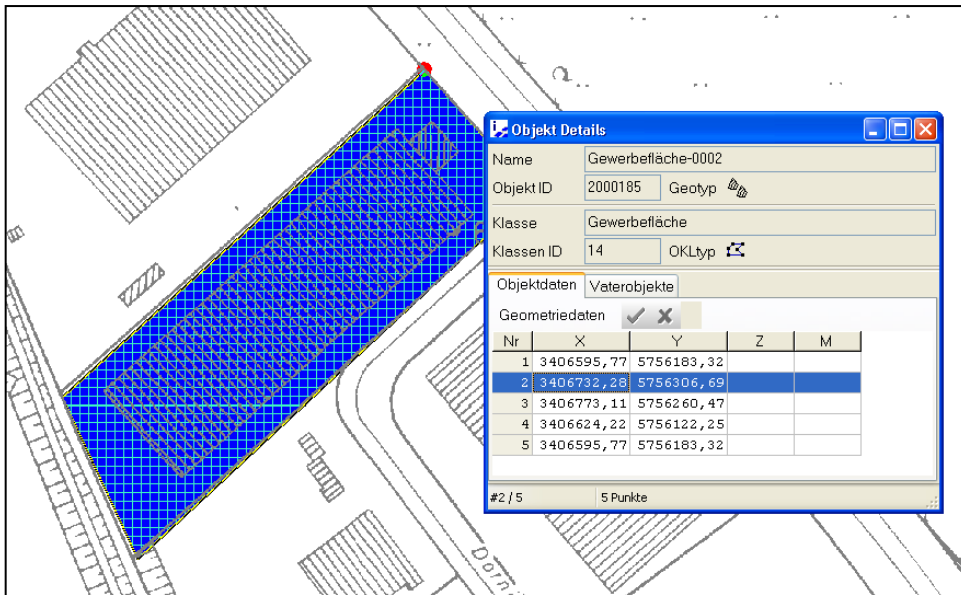 Objekt Details
Name Gewerbefläche-0002
Objekt ID 2000185 Geotyp
Klasse Gewerbefläche
Klassen ID 14 OKLtyp
Objektdaten Vaterobjekte
Geometriedaten
Nr X Y Z M
1 3406595,77 5756183,32
2 3406732,28 5756306,69
3 3406773,11 5756260,47
4 3406624,22 5756122,25
5 3406595,77 5756183,32
#2 / 5 5 Punkte